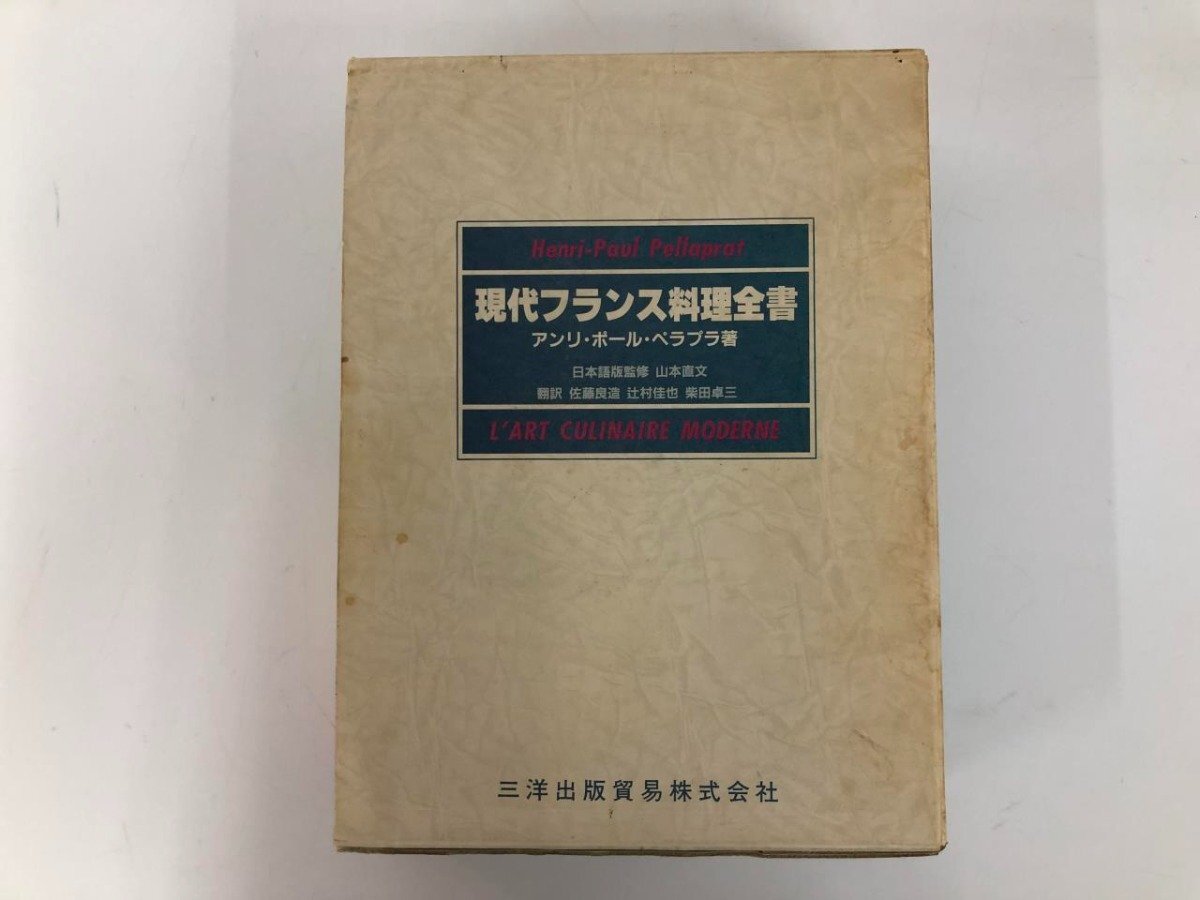 Henri-Paul Pellaprat
現代フランス料理全書
アンリ・ポール・ペラプラ著
日本語版監修 山本直文
翻訳 佐藤良造 辻村佳也 柴田卓三
L'ART CULINAIRE MODERNE
三洋出版貿易株式会社